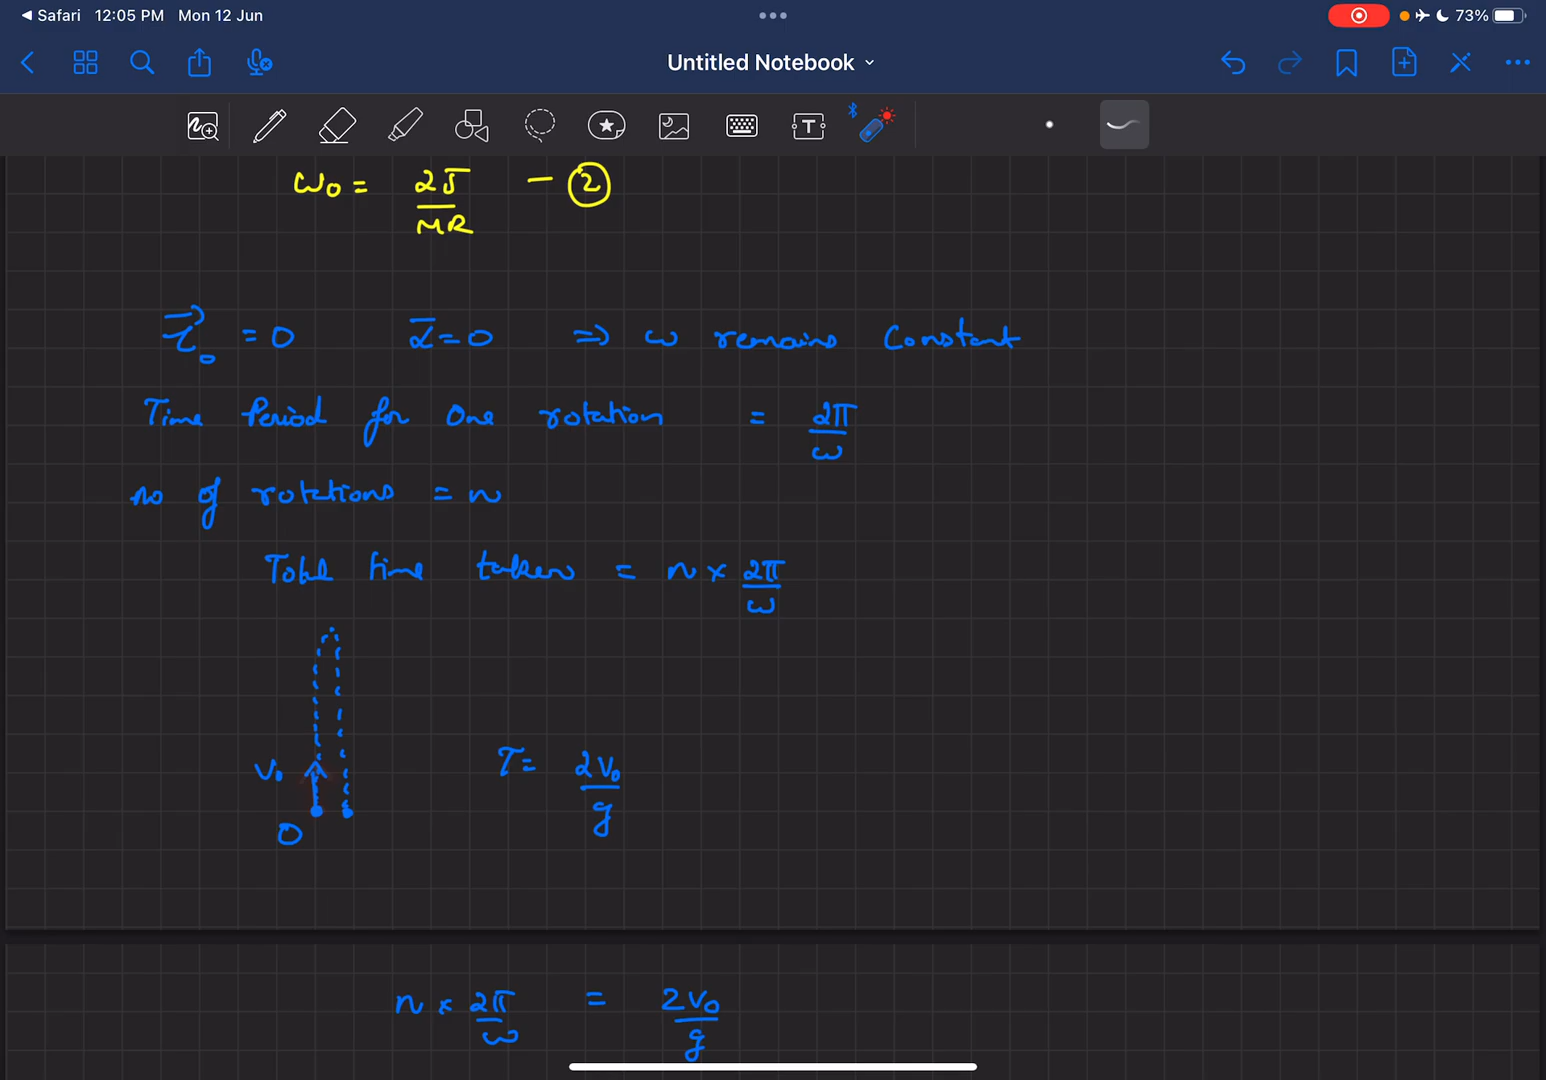 Safari 12:05 PM Mon 12 Jun 73%
Untitled Notebook
T
ω₀ = 2J/MR — ②
τ⃗₀ = 0 α̅ = 0 ⇒ ω remains Constant
Time Period for One rotation = 2π/ω
no of rotations = n
Total time taken = n × 2π/ω
V₀ T = 2V₀/g
O
n × 2π/ω = 2V₀/g